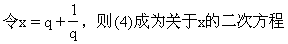 令x = q + 1/q，则(4)成为关于x的二次方程